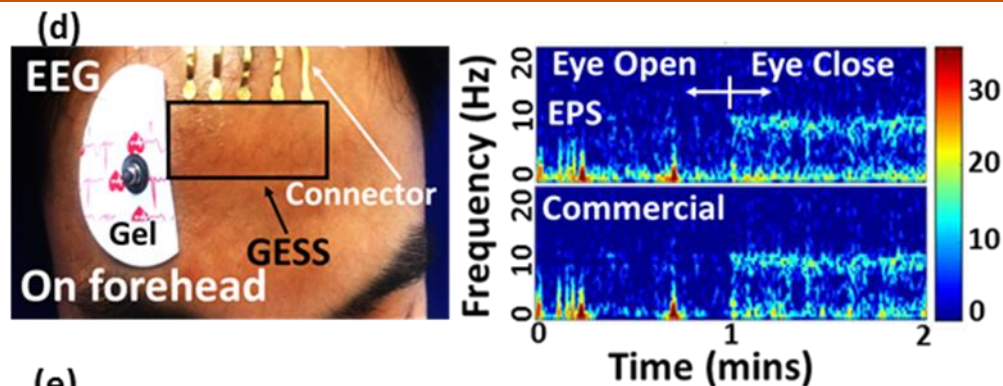 (d)
EEG
Gel
Connector
GESS
On forehead
Eye Open
Eye Close
EPS
Commercial
Frequency (Hz)
20
10
0
20
10
0
0
1
2
Time (mins)
30
20
10
0
(e)